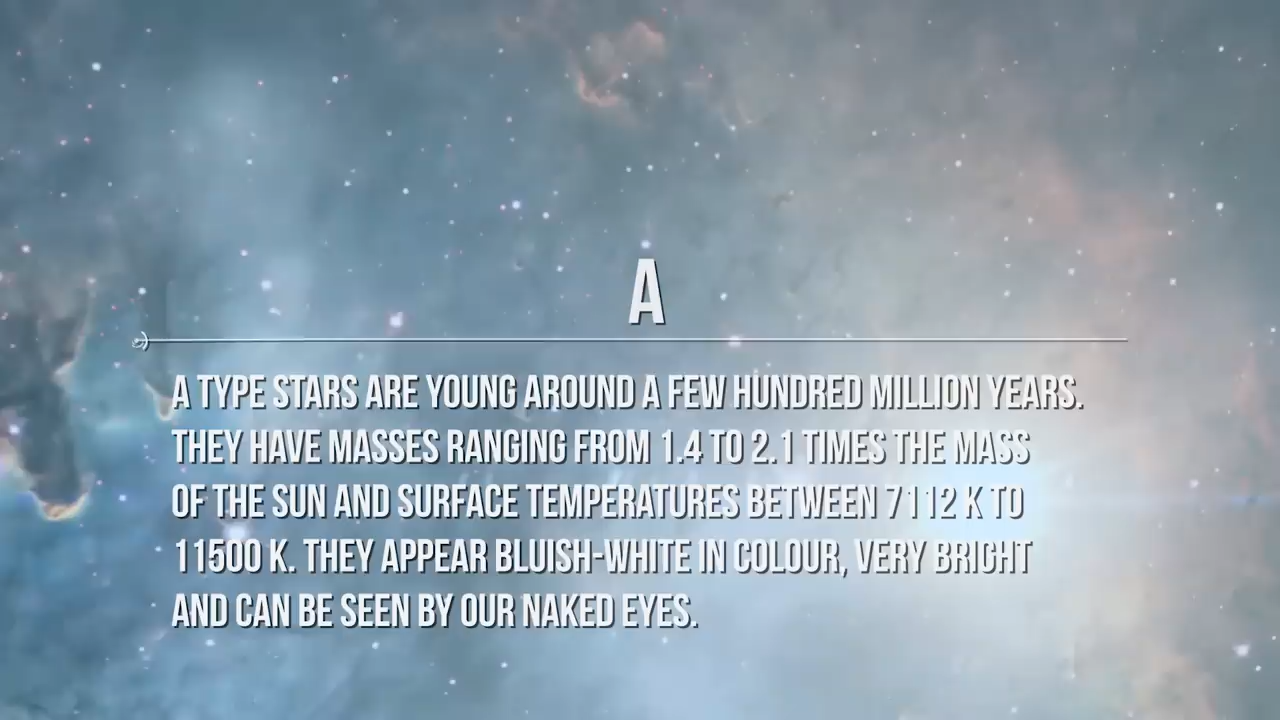 A
A TYPE STARS ARE YOUNG AROUND A FEW HUNDRED MILLION YEARS.
THEY HAVE MASSES RANGING FROM 1.4 TO 2.1 TIMES THE MASS
OF THE SUN AND SURFACE TEMPERATURES BETWEEN 7112 K TO
11500 K. THEY APPEAR BLUISH-WHITE IN COLOUR, VERY BRIGHT
AND CAN BE SEEN BY OUR NAKED EYES.